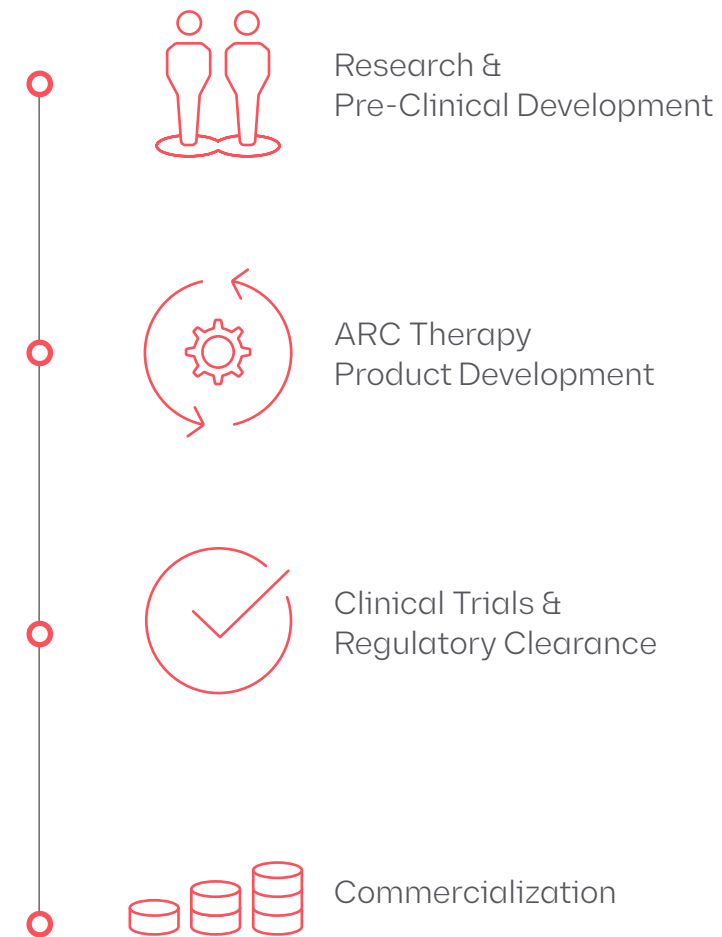 Research &
Pre-Clinical Development
ARC Therapy
Product Development
Clinical Trials &
Regulatory Clearance
Commercialization